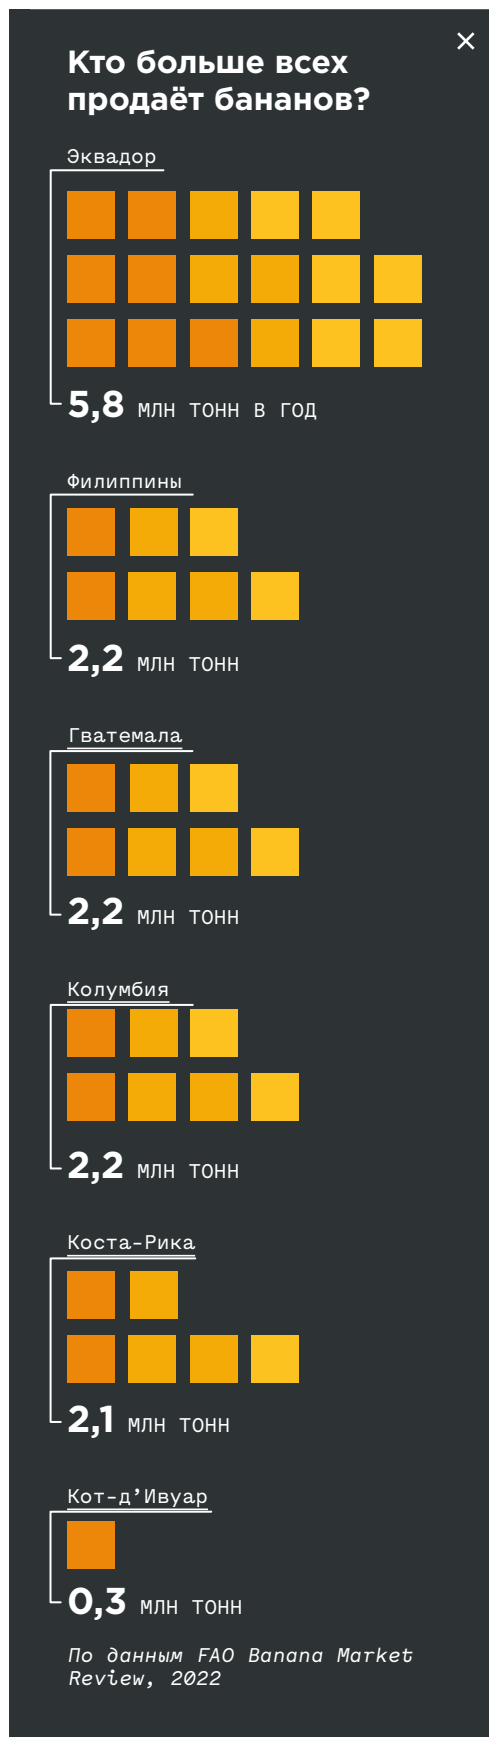 Кто больше всех
продаёт бананов?
Эквадор
5,8 млн тонн в год
Филиппины
2,2 млн тонн
Гватемала
2,2 млн тонн
Колумбия
2,2 млн тонн
Коста-Рика
2,1 млн тонн
Кот-д’Ивуар
0,3 млн тонн
По данным FAO Banana Market
Review, 2022